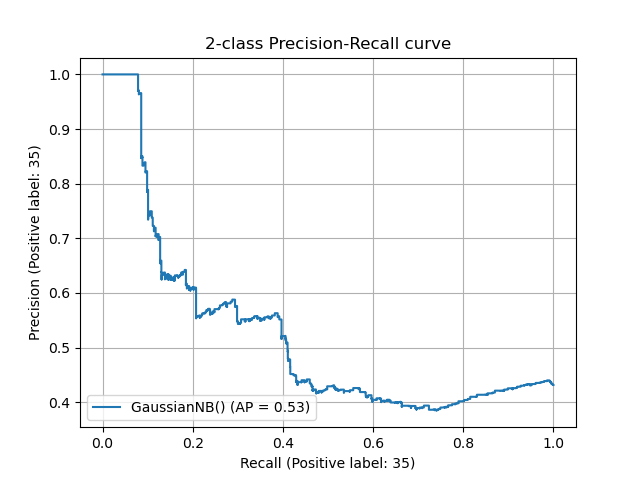 2-class Precision-Recall curve
1.0
0.9
0.8
0.7
0.6
0.5
0.4
Precision (Positive label: 35)
GaussianNB() (AP = 0.53)
0.0 0.2 0.4 0.6 0.8 1.0
Recall (Positive label: 35)